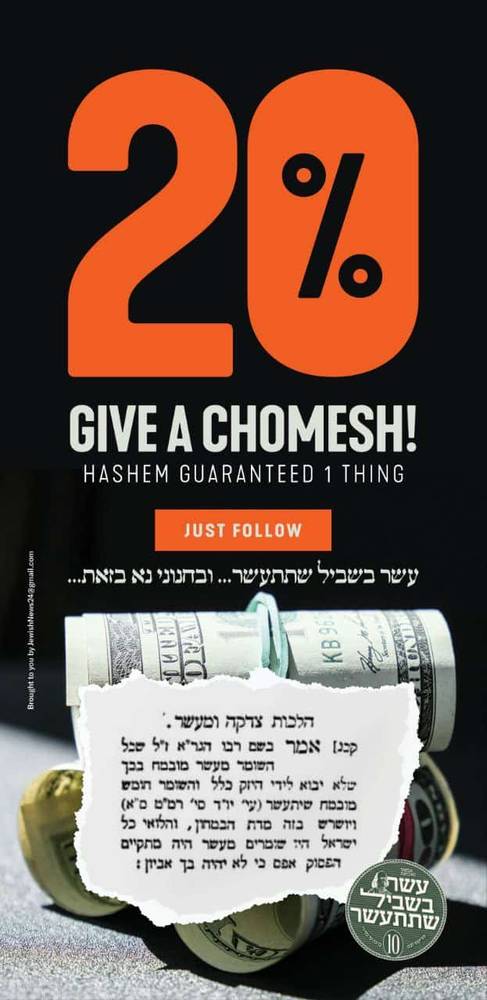 20%
GIVE A CHOMESH!
HASHEM GUARANTEED 1 THING
JUST FOLLOW
עשר בשביל שתתעשר... ובחנוני נא בזאת...
Brought to you by JewishNews24@gmail.com
KB96
הלכות צדקה ומעשר.
קכג] אמר בשם רבו הגר"א ז"ל שכל
השומר מעשר מובטח בכך
שלא יבוא לידי היזק כלל והשומר חומש
מובטח שיתעשר (עי' יו"ד סי' רמ"ט ס"א)
ויושרש בזה מדת הבטחון, והלואי כל
ישראל היו שומרים מעשר היה מתקיים
הפסוק אפס כי לא יהיה בך אביון:
עשר
בשביל
שתתעשר
10